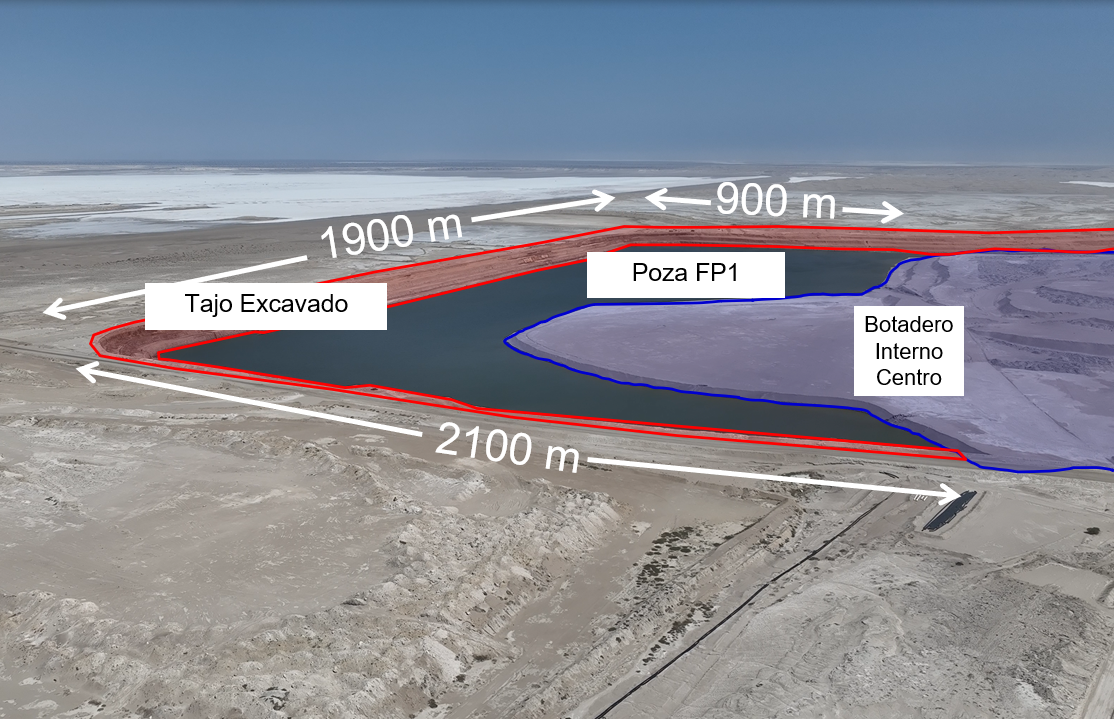 1900 m
900 m
Tajo Excavado
Poza FP1
Botadero
Interno
Centro
2100 m